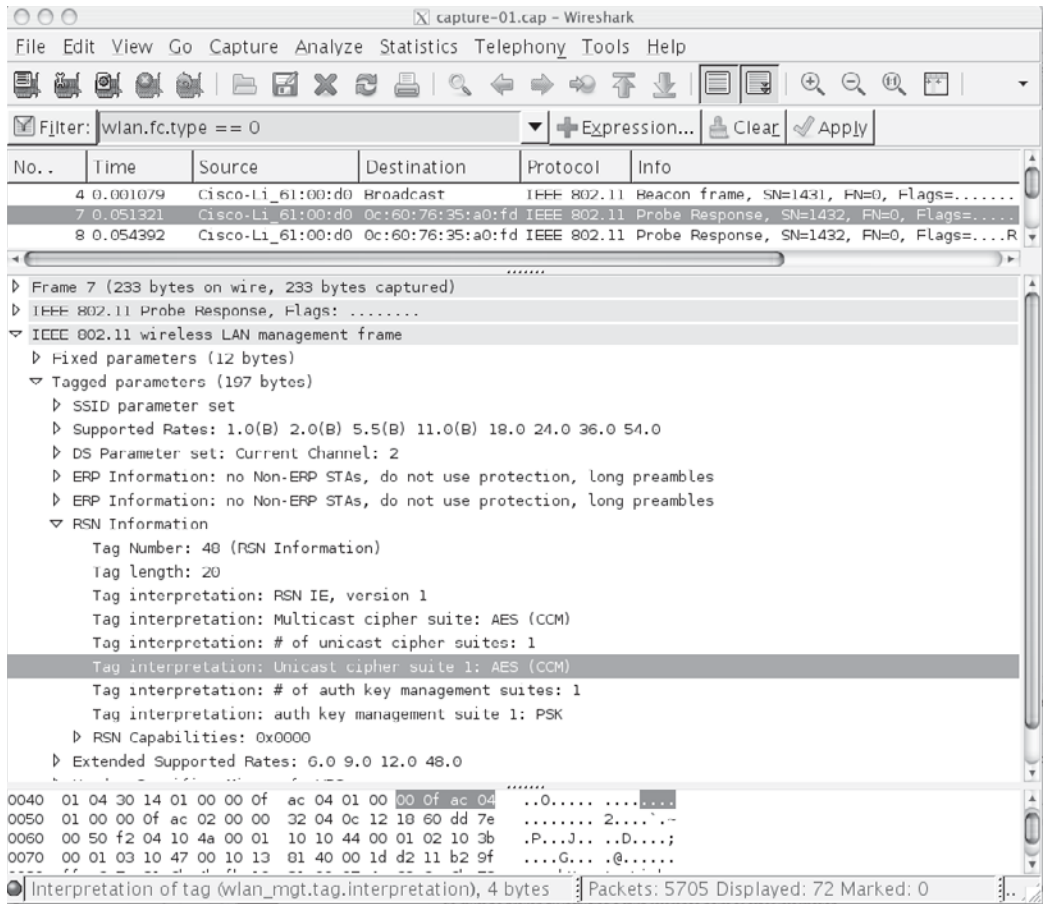 capture-01.cap - Wireshark
File Edit View Go Capture Analyze Statistics Telephony Tools Help
Filter: wlan.fc.type == 0 Expression... Clear Apply
No.. Time Source Destination Protocol Info
4 0.001079 Cisco-Li_61:00:d0 Broadcast IEEE 802.11 Beacon frame, SN=1431, FN=0, Flags=.......
7 0.051321 Cisco-Li_61:00:d0 0c:60:76:35:a0:fd IEEE 802.11 Probe Response, SN=1432, FN=0, Flags=....
8 0.054392 Cisco-Li_61:00:d0 0c:60:76:35:a0:fd IEEE 802.11 Probe Response, SN=1432, FN=0, Flags=....R
Frame 7 (233 bytes on wire, 233 bytes captured)
IEEE 802.11 Probe Response, Flags: ........
IEEE 802.11 wireless LAN management frame
Fixed parameters (12 bytes)
Tagged parameters (197 bytes)
SSID parameter set
Supported Rates: 1.0(B) 2.0(B) 5.5(B) 11.0(B) 18.0 24.0 36.0 54.0
DS Parameter set: Current Channel: 2
ERP Information: no Non-ERP STAs, do not use protection, long preambles
ERP Information: no Non-ERP STAs, do not use protection, long preambles
RSN Information
Tag Number: 48 (RSN Information)
Tag length: 20
Tag interpretation: RSN IE, version 1
Tag interpretation: Multicast cipher suite: AES (CCM)
Tag interpretation: # of unicast cipher suites: 1
Tag interpretation: Unicast cipher suite 1: AES (CCM)
Tag interpretation: # of auth key management suites: 1
Tag interpretation: auth key management suite 1: PSK
RSN Capabilities: 0x0000
Extended Supported Rates: 6.0 9.0 12.0 48.0
0040 01 04 30 14 01 00 00 0f ac 04 01 00 00 0f ac 04 ..0..... ........
0050 01 00 00 0f ac 02 00 00 32 04 0c 12 18 60 dd 7e ........ 2....`.~
0060 00 50 f2 04 10 4a 00 01 10 10 44 00 01 02 10 3b .P...J.. ..D....;
0070 00 01 03 10 47 00 10 13 81 40 00 1d d2 11 b2 9f ....G... .@......
Interpretation of tag (wlan_mgt.tag.interpretation), 4 bytes Packets: 5705 Displayed: 72 Marked: 0 ..